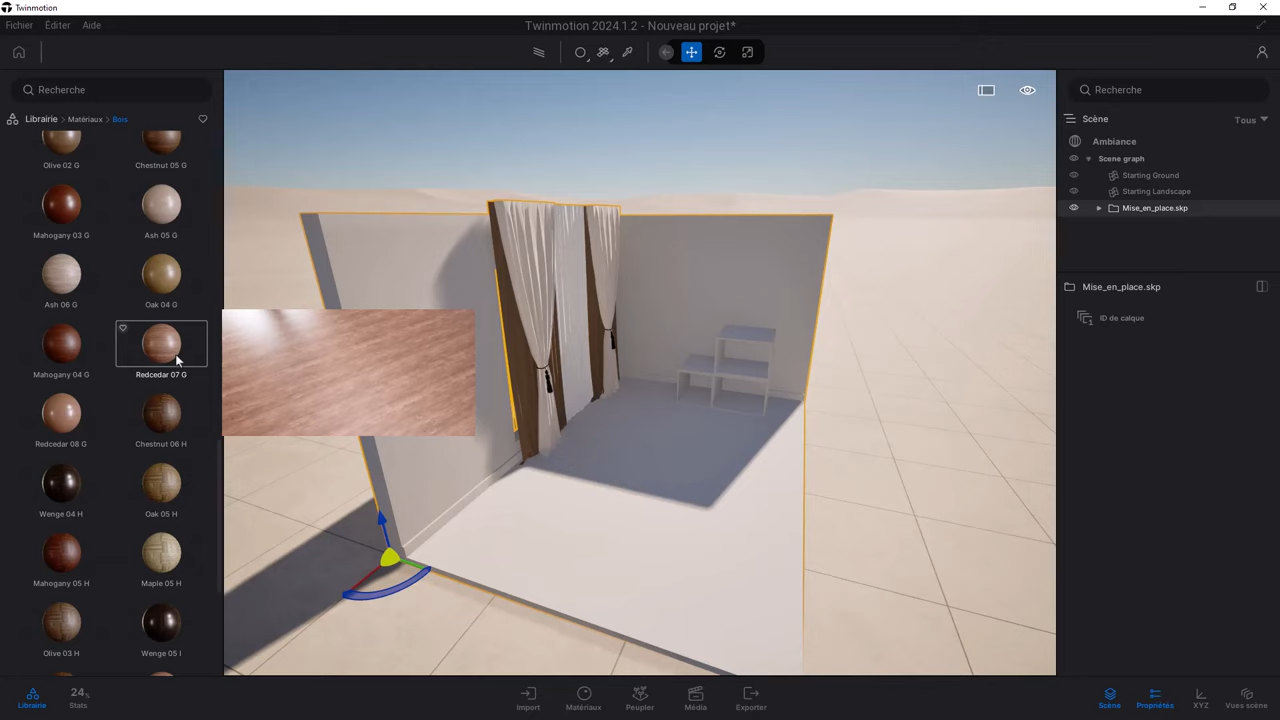 Twinmotion
Fichier Éditer Aide
Twinmotion 2024.1.2 - Nouveau projet*
Recherche
Librairie > Matériaux > Bois
Olive 02 G
Chestnut 05 G
Mahogany 03 G
Ash 05 G
Ash 06 G
Oak 04 G
Mahogany 04 G
Redcedar 07 G
Redcedar 08 G
Chestnut 06 H
Wenge 04 H
Oak 05 H
Mahogany 05 H
Maple 05 H
Olive 03 H
Wenge 05 I
Recherche
Scène
Tous
Ambiance
Scene graph
Starting Ground
Starting Landscape
Mise_en_place.skp
Mise_en_place.skp
ID de calque
Librairie
24%
Stats
Import
Matériaux
Peupler
Média
Exporter
Scène
Propriétés
XYZ
Vues scène